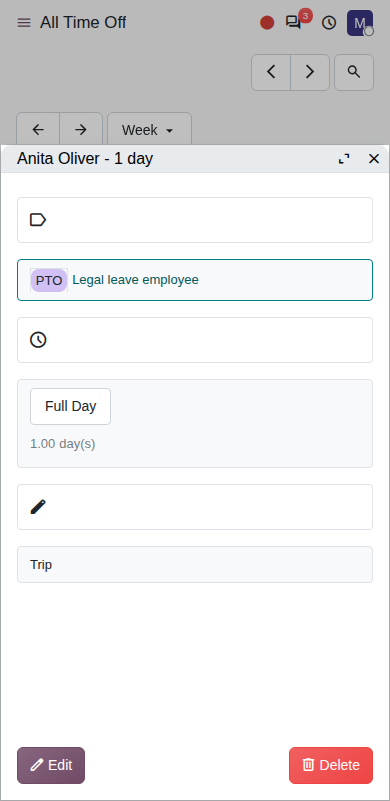 All Time Off
3
M
Week
Anita Oliver - 1 day
PTO Legal leave employee
Full Day
1.00 day(s)
Trip
Edit
Delete